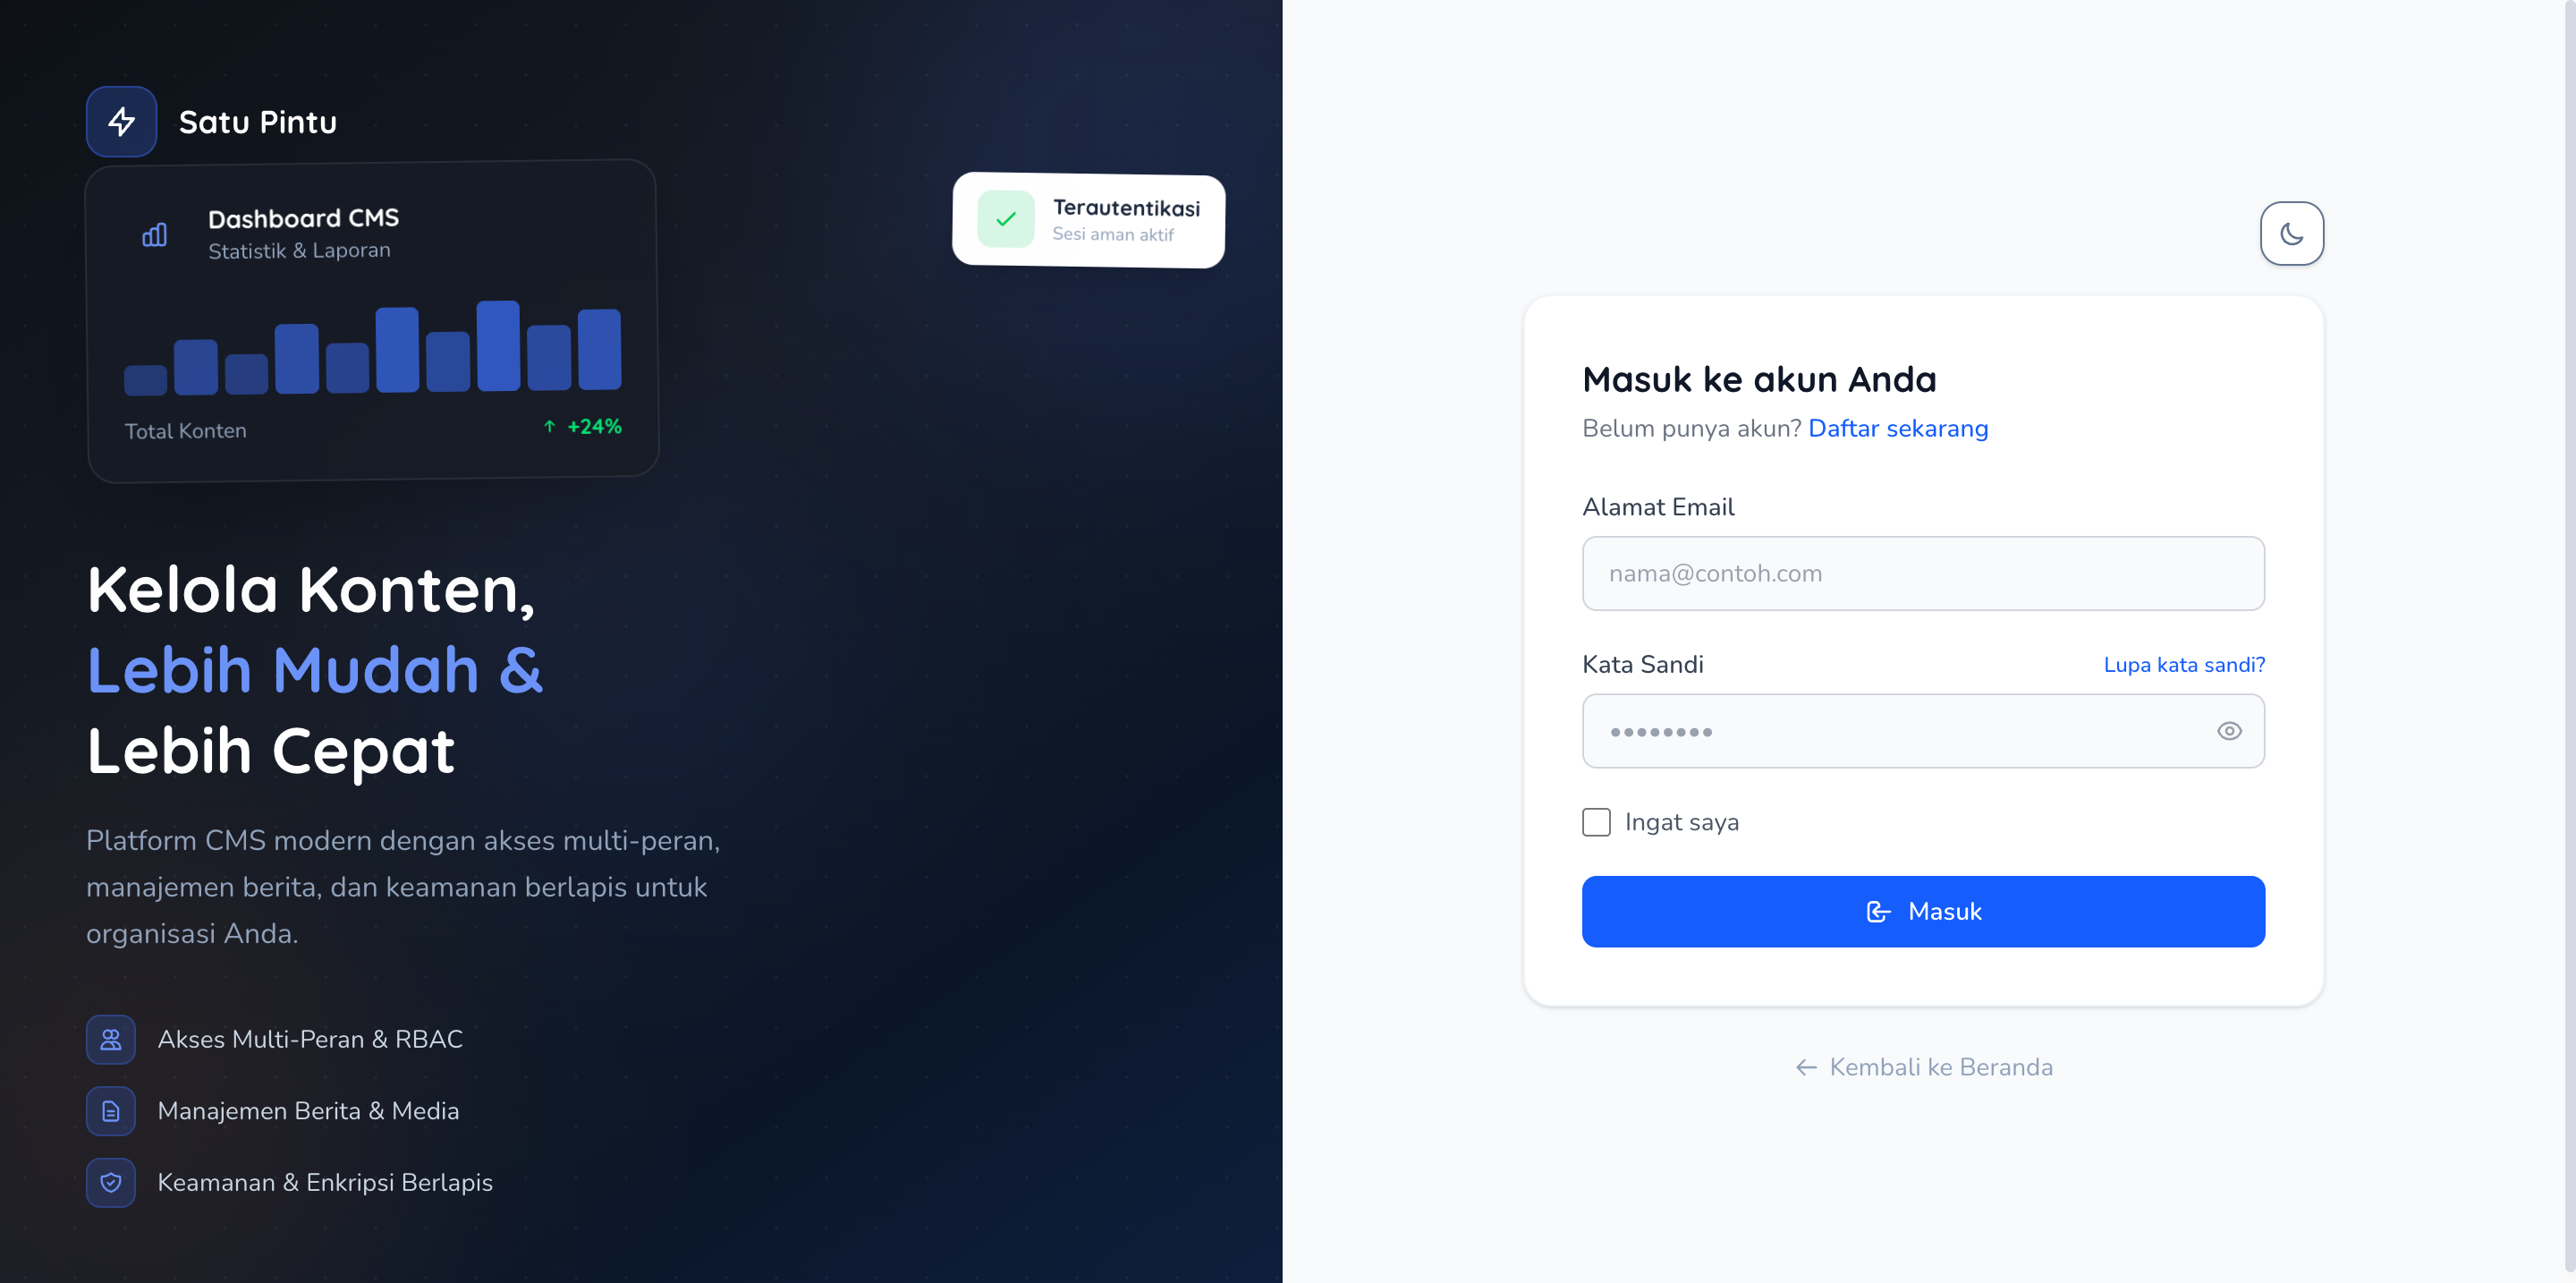 Satu Pintu
Dashboard CMS
Statistik & Laporan
Total Konten
+24%
Terautentikasi
Sesi aman aktif
Kelola Konten,
Lebih Mudah &
Lebih Cepat
Platform CMS modern dengan akses multi-peran,
manajemen berita, dan keamanan berlapis untuk
organisasi Anda.
Akses Multi-Peran & RBAC
Manajemen Berita & Media
Keamanan & Enkripsi Berlapis
Masuk ke akun Anda
Belum punya akun? Daftar sekarang
Alamat Email
nama@contoh.com
Kata Sandi
Lupa kata sandi?
••••••••
Ingat saya
Masuk
Kembali ke Beranda